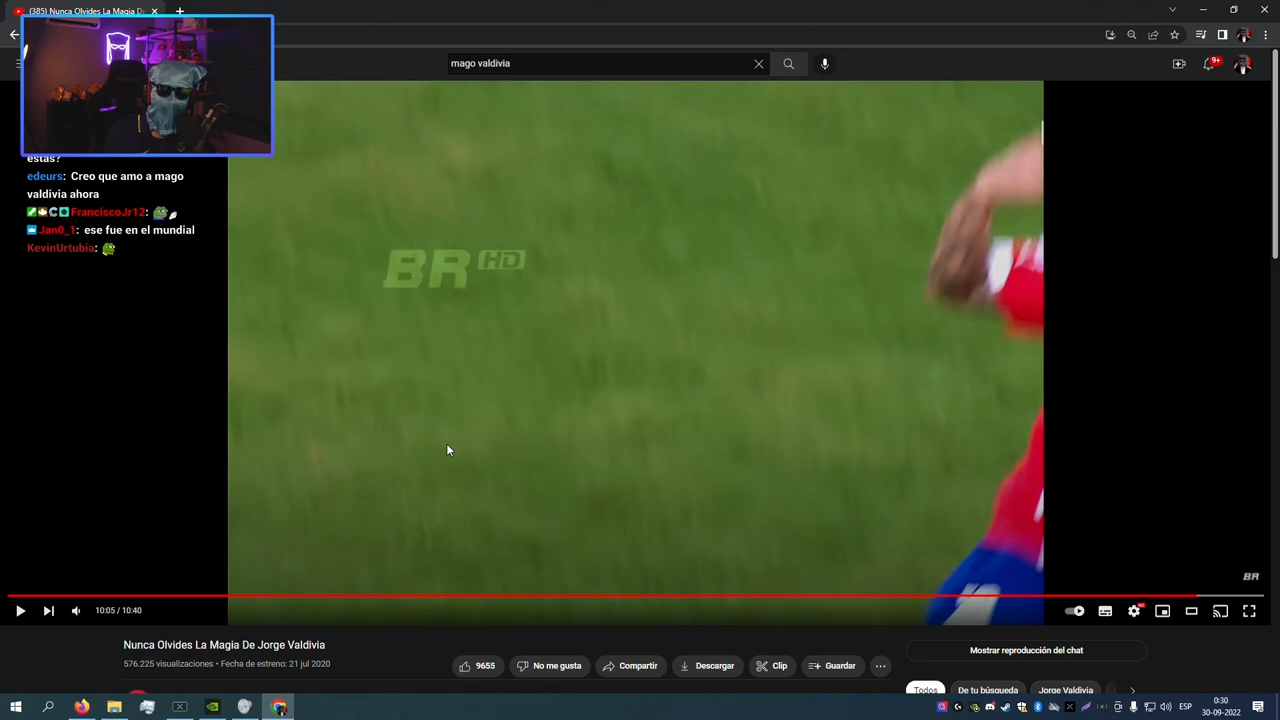 (385) Nunca Olvides La Magia De
mago valdivia
9+
estas?
edeurs: Creo que amo a mago
valdivia ahora
FranciscoJr12:
Jan0_1: ese fue en el mundial
KevinUrtubia:
BR HD
BR
10:05 / 10:40
Nunca Olvides La Magia De Jorge Valdivia
576.225 visualizaciones • Fecha de estreno: 21 jul 2020
9655
No me gusta
Compartir
Descargar
Clip
Guardar
Mostrar reproducción del chat
Todos
De tu búsqueda
Jorge Valdivia
ESP
0:30
30-09-2022